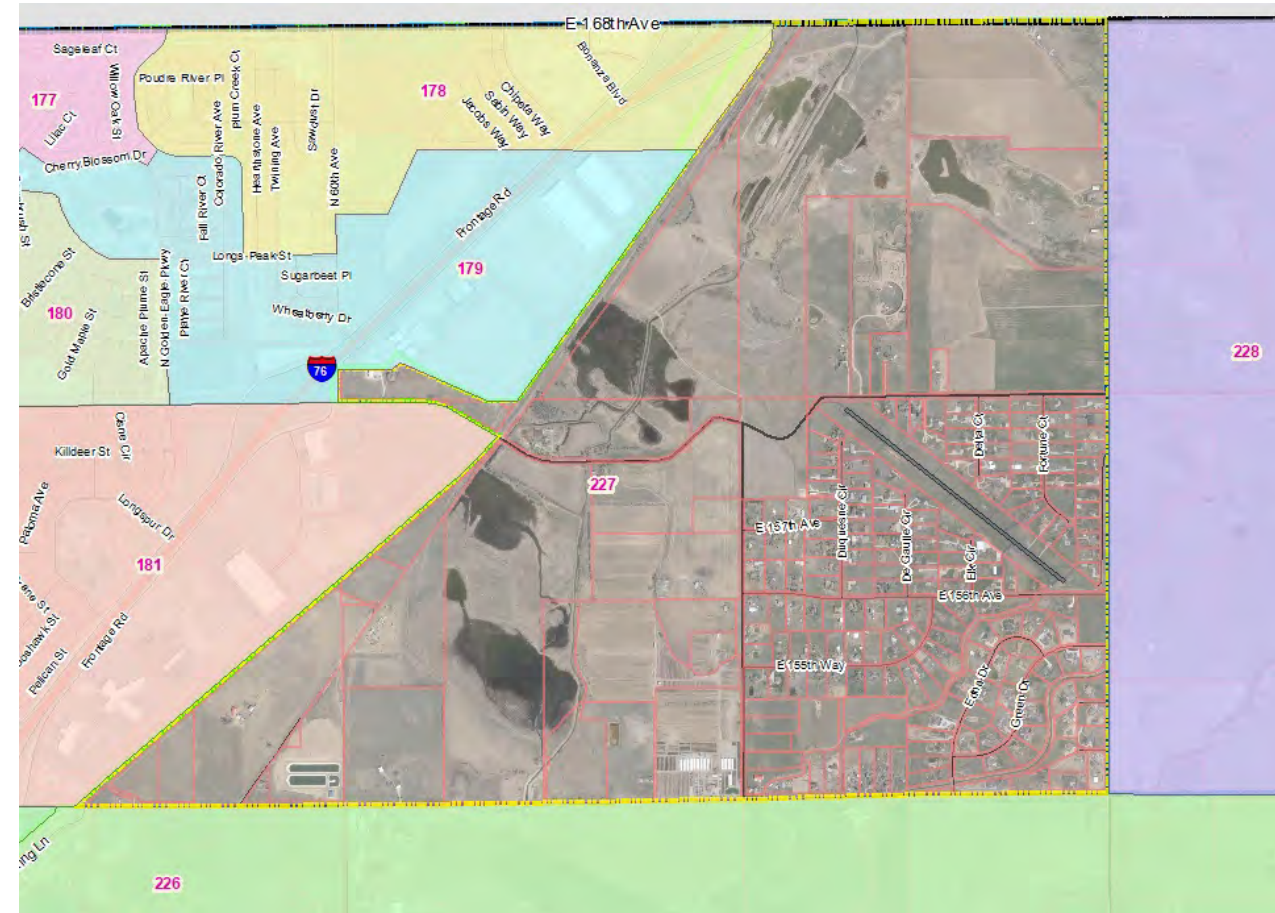 E 168th Ave
Sageleaf Ct
Willow Oak St
Poudre River Pl
Plum Creek Ct
177
Lilac Ct
178
Bonanza Blvd
Chipeta Way
Sabin Way
Jacobs Way
Cherry Blossom Dr
Colorado River Ave
Hearthstone Ave
Twining Ave
Sawdust Dr
N 60th Ave
Fall River Ct
Frontage Rd
Longs Peak St
179
Sugarbeet Pl
Bristlecone St
180
Gold Maple St
Apache Plume St
N Golden Eagle Pkwy
Platte River Ct
Wheatberry Dr
76
228
Cisne Cir
Killdeer St
Paloma Ave
Longspur Dr
Delta Ct
Fortune Ct
227
E 157th Ave
Duquesne Cir
De Gaulle Cir
Elk Cir
181
E 156th Ave
Pelican St
Frontage Rd
E 155th Way
Edna Dr
Green Dr
226